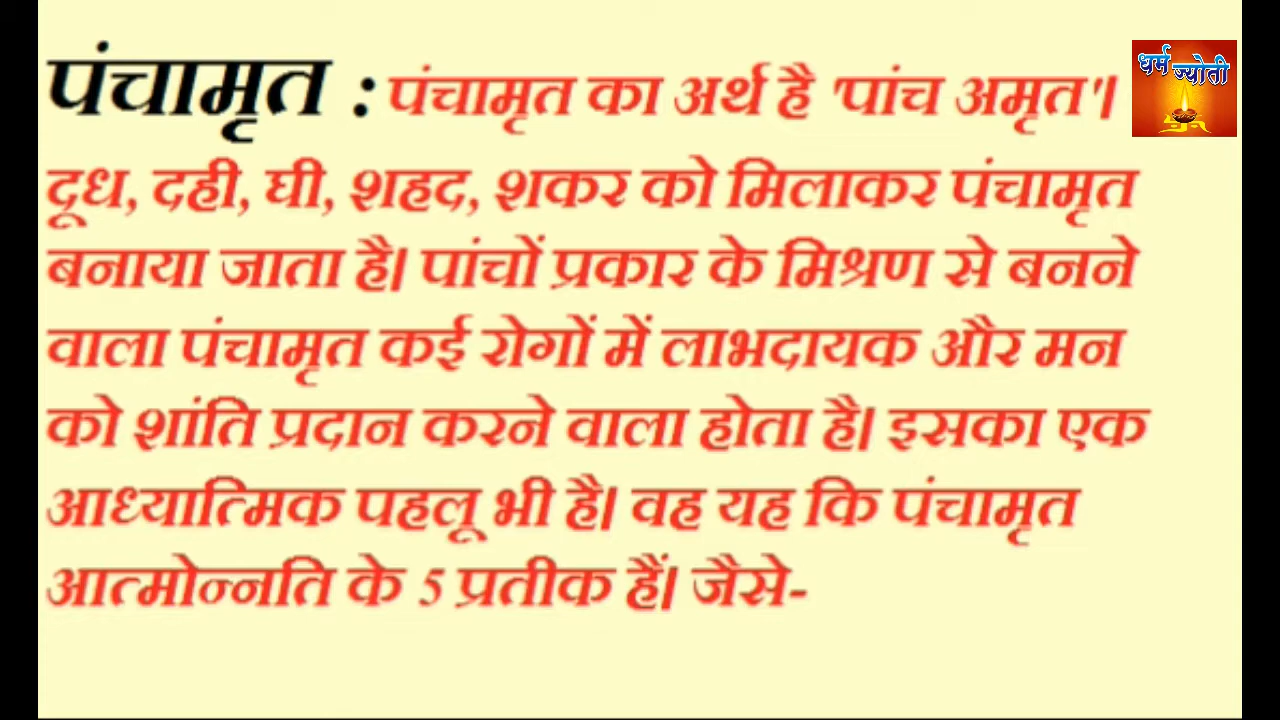 पंचामृत : पंचामृत का अर्थ है 'पांच अमृत'।
दूध, दही, घी, शहद, शकर को मिलाकर पंचामृत
बनाया जाता है। पांचों प्रकार के मिश्रण से बनने
वाला पंचामृत कई रोगों में लाभदायक और मन
को शांति प्रदान करने वाला होता है। इसका एक
आध्यात्मिक पहलू भी है। वह यह कि पंचामृत
आत्मोन्नति के 5 प्रतीक हैं। जैसे-
धर्म
ज्योती